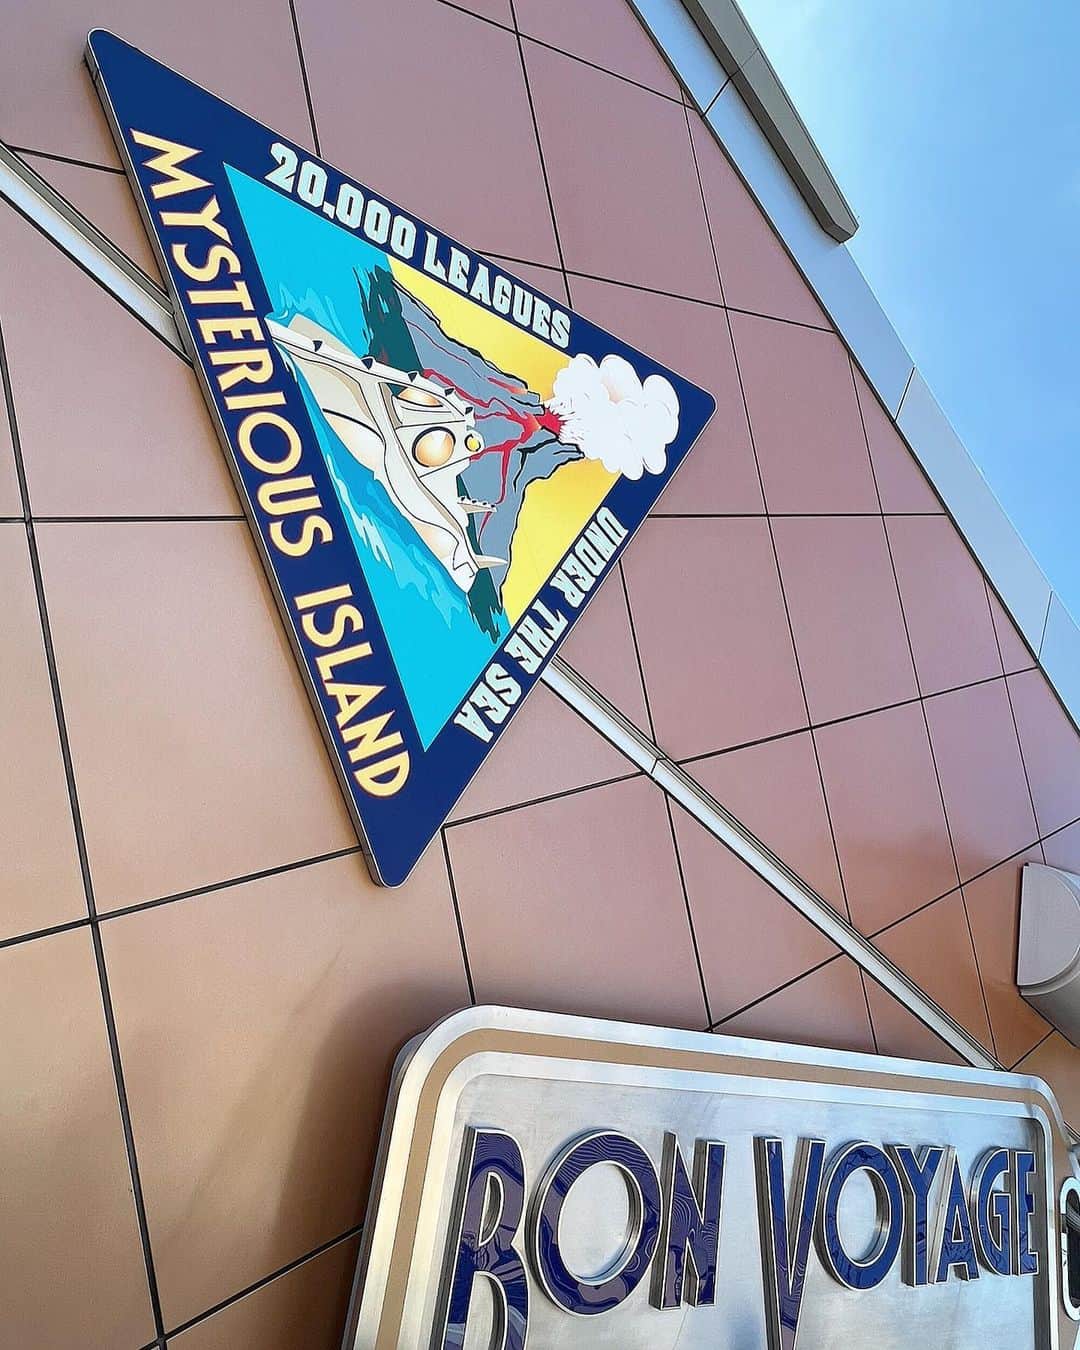 20,000 LEAGUES
UNDER THE SEA
MYSTERIOUS ISLAND
BON VOYAGE